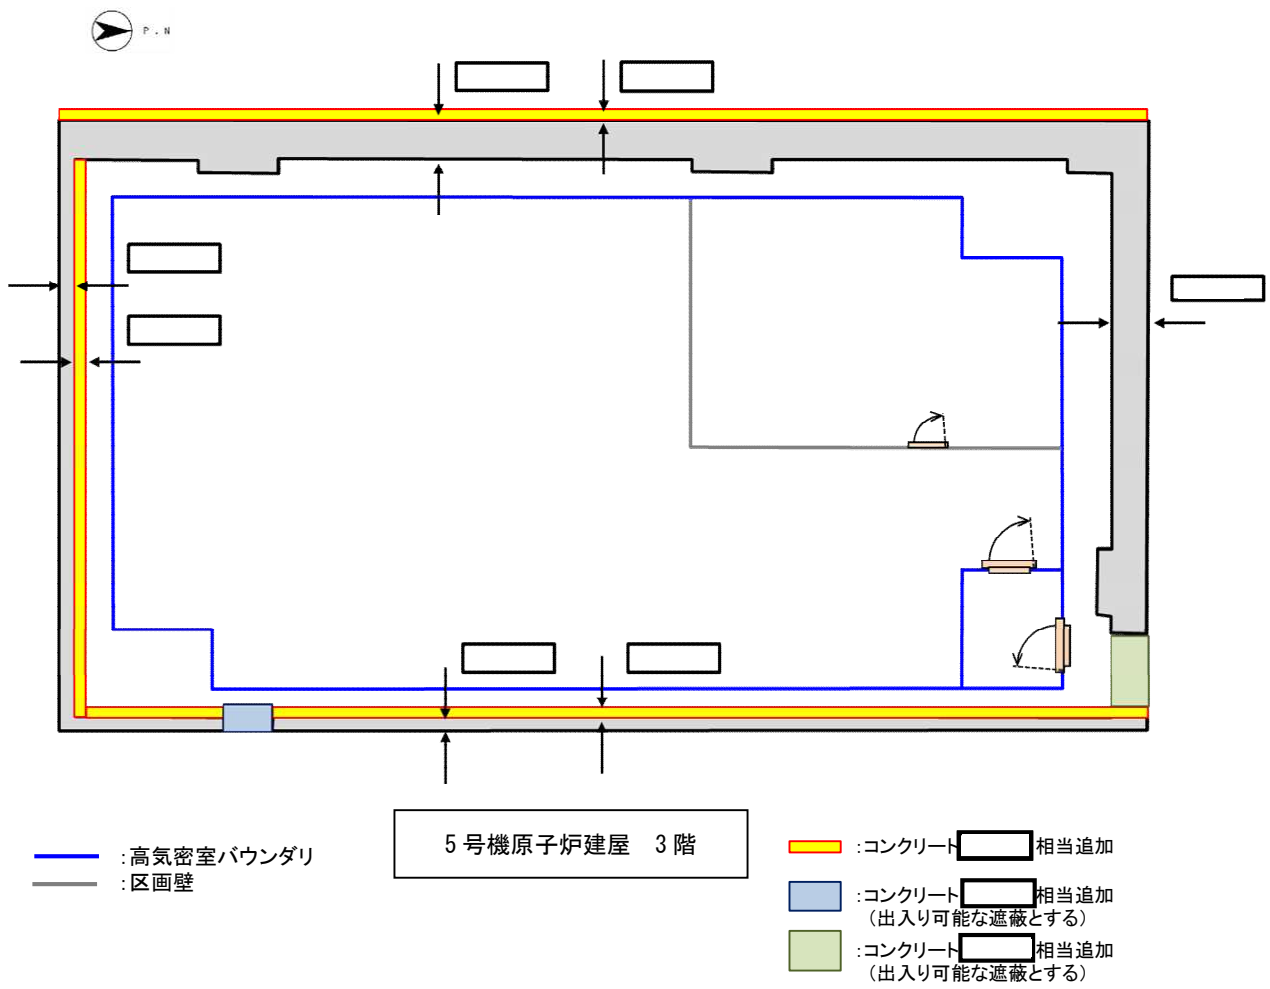 P.N
5号機原子炉建屋 3階
:高気密室バウンダリ
:区画壁
:コンクリート 相当追加
:コンクリート 相当追加
(出入り可能な遮蔽とする)
:コンクリート 相当追加
(出入り可能な遮蔽とする)